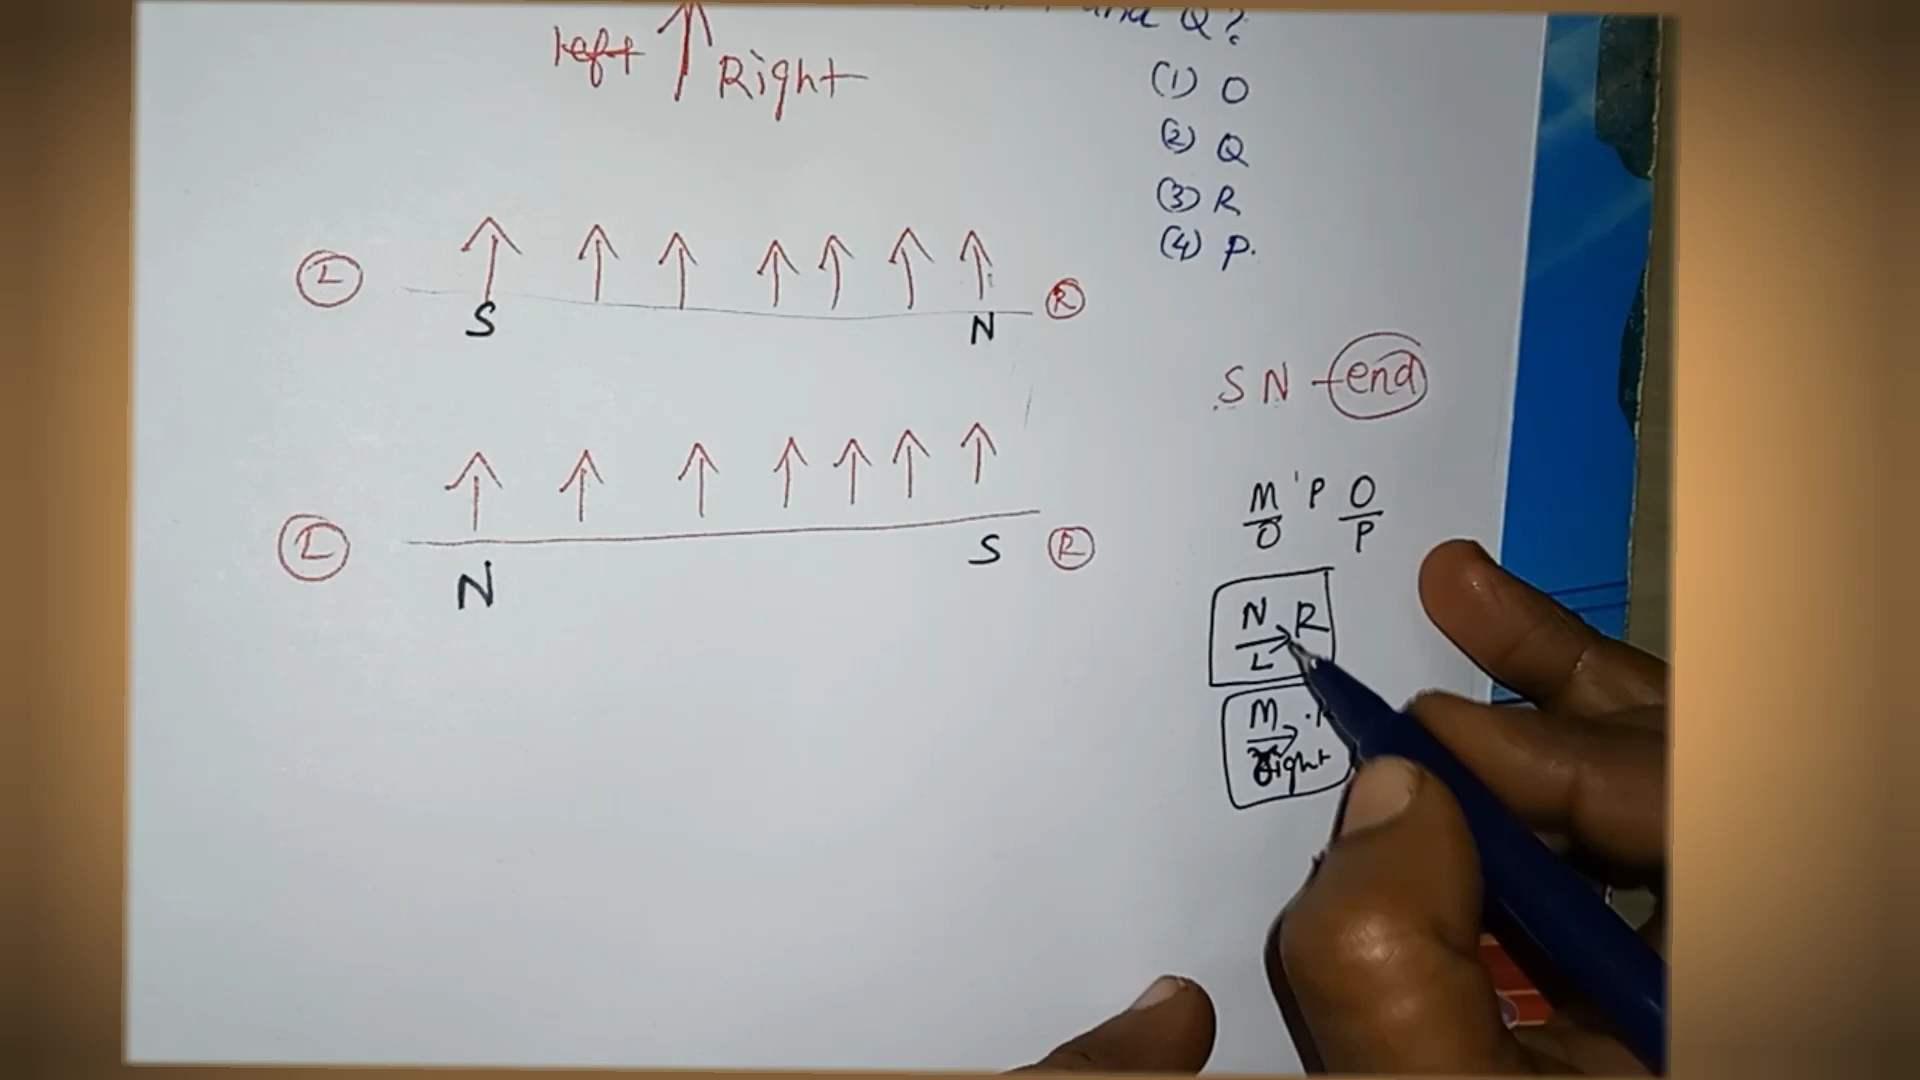 and Q?
left Right
(1) O
(2) Q
(3) R
(4) P.
L S N R
SN - end
L N S R
M P O
O P
N R
L
M
right